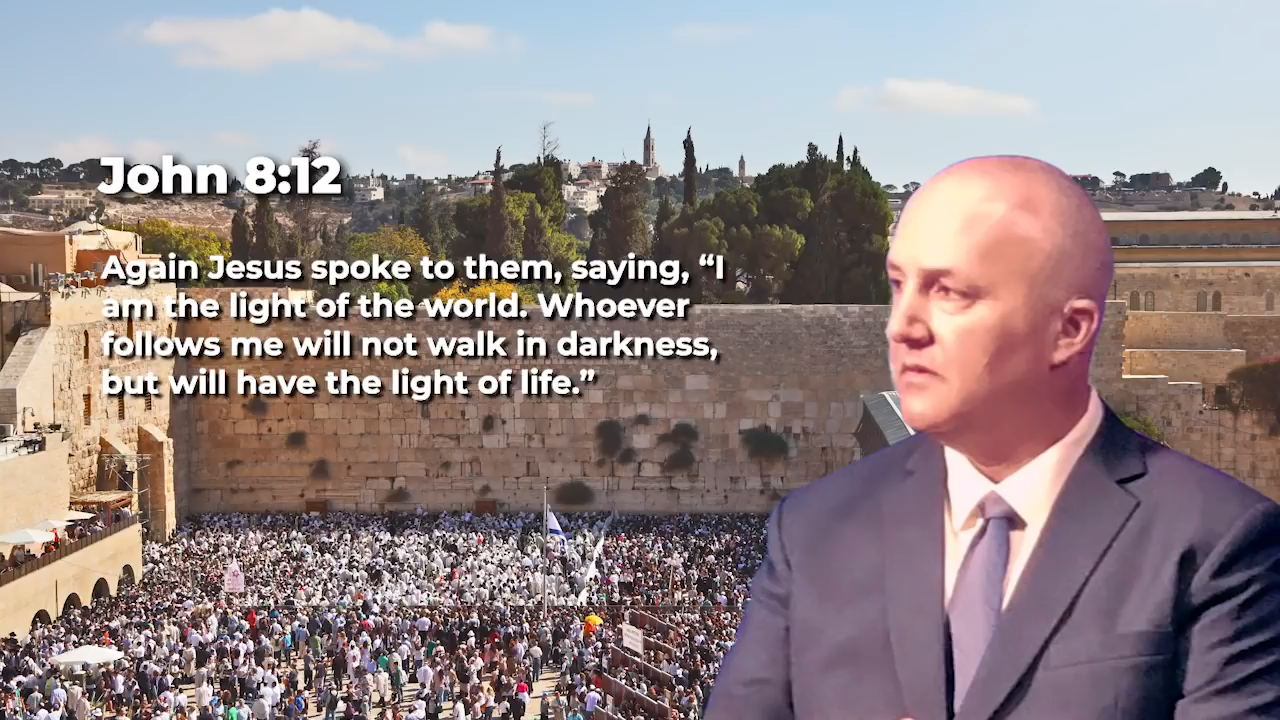 John 8:12
Again Jesus spoke to them, saying, “I
am the light of the world. Whoever
follows me will not walk in darkness,
but will have the light of life.”